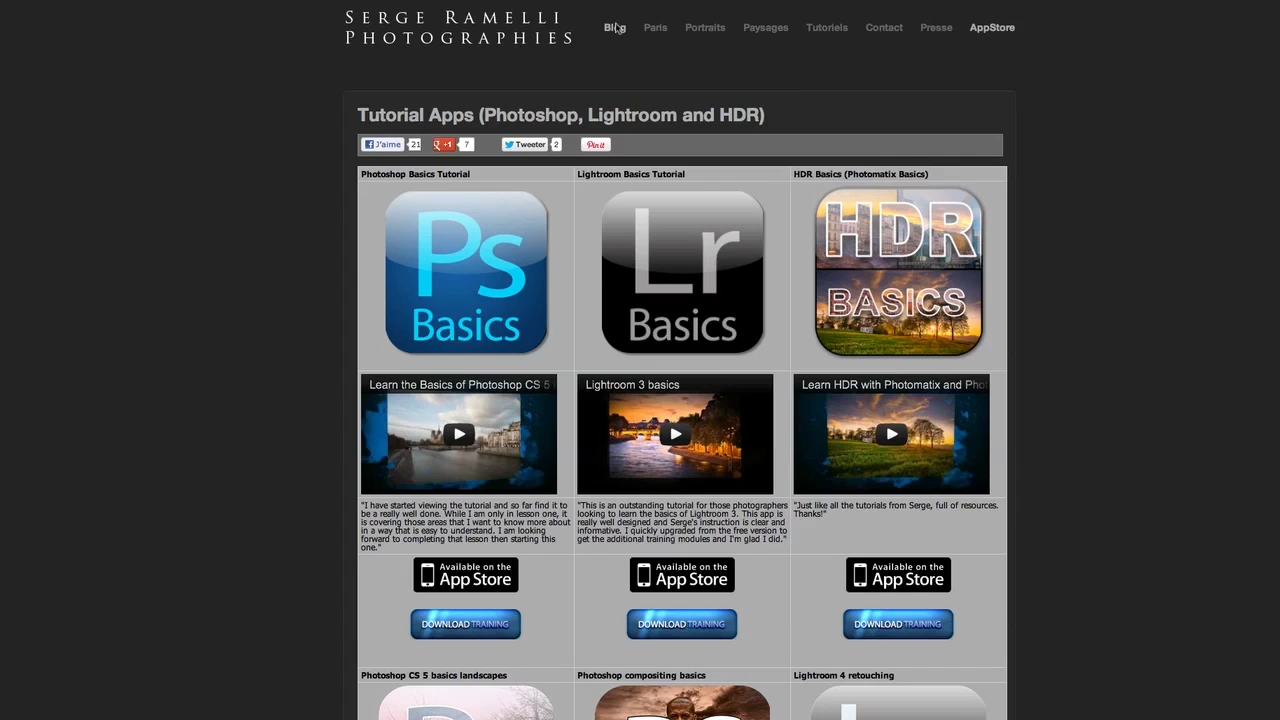 SERGE RAMELLI
PHOTOGRAPHIES
Blog Paris Portraits Paysages Tutoriels Contact Presse AppStore
Tutorial Apps (Photoshop, Lightroom and HDR)
J'aime 21 +1 7 Tweeter 2 Pin it
Photoshop Basics Tutorial
Lightroom Basics Tutorial
HDR Basics (Photomatix Basics)
Ps
Basics
Lr
Basics
HDR
BASICS
Learn the Basics of Photoshop CS 5
Lightroom 3 basics
Learn HDR with Photomatix and Pho
"I have started viewing the tutorial and so far find it to
be a really well done. While I am only in lesson one, it
is covering those areas that I want to know more about
in a way that is easy to understand. I am looking
forward to completing that lesson then starting this
one."
"This is an outstanding tutorial for those photographers
looking to learn the basics of Lightroom 3. This app is
really well designed and Serge's instruction is clear and
informative. I quickly upgraded from the free version to
get the additional training modules and I'm glad I did."
"Just like all the tutorials from Serge, full of resources.
Thanks!"
Available on the
App Store
Available on the
App Store
Available on the
App Store
DOWNLOAD TRAINING
DOWNLOAD TRAINING
DOWNLOAD TRAINING
Photoshop CS 5 basics landscapes
Photoshop compositing basics
Lightroom 4 retouching